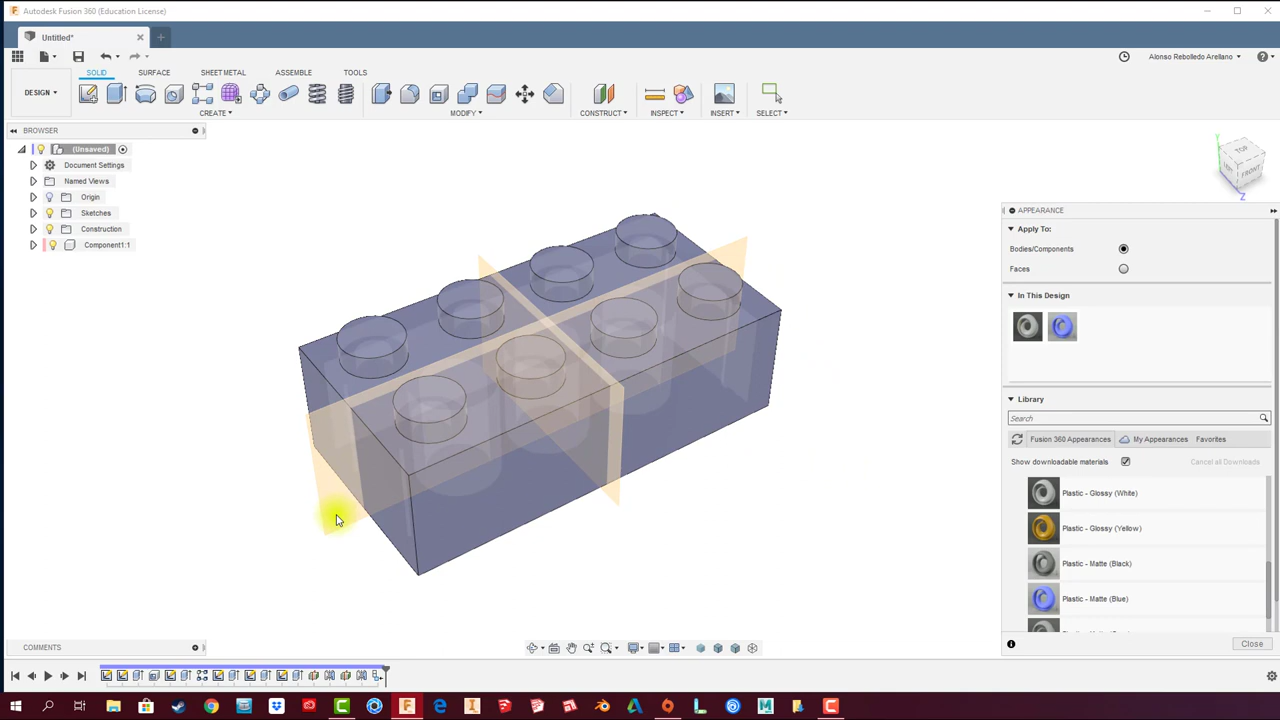 Autodesk Fusion 360 (Education License)
Untitled*
Alonso Rebolledo Arellano
DESIGN
SOLID SURFACE SHEET METAL ASSEMBLE TOOLS
CREATE MODIFY CONSTRUCT INSPECT INSERT SELECT
BROWSER
(Unsaved)
Document Settings
Named Views
Origin
Sketches
Construction
Component1:1
Y
TOP
FRONT
Z
APPEARANCE
Apply To:
Bodies/Components
Faces
In This Design
Library
Search
Fusion 360 Appearances My Appearances Favorites
Show downloadable materials Cancel all Downloads
Plastic - Glossy (White)
Plastic - Glossy (Yellow)
Plastic - Matte (Black)
Plastic - Matte (Blue)
Close
COMMENTS